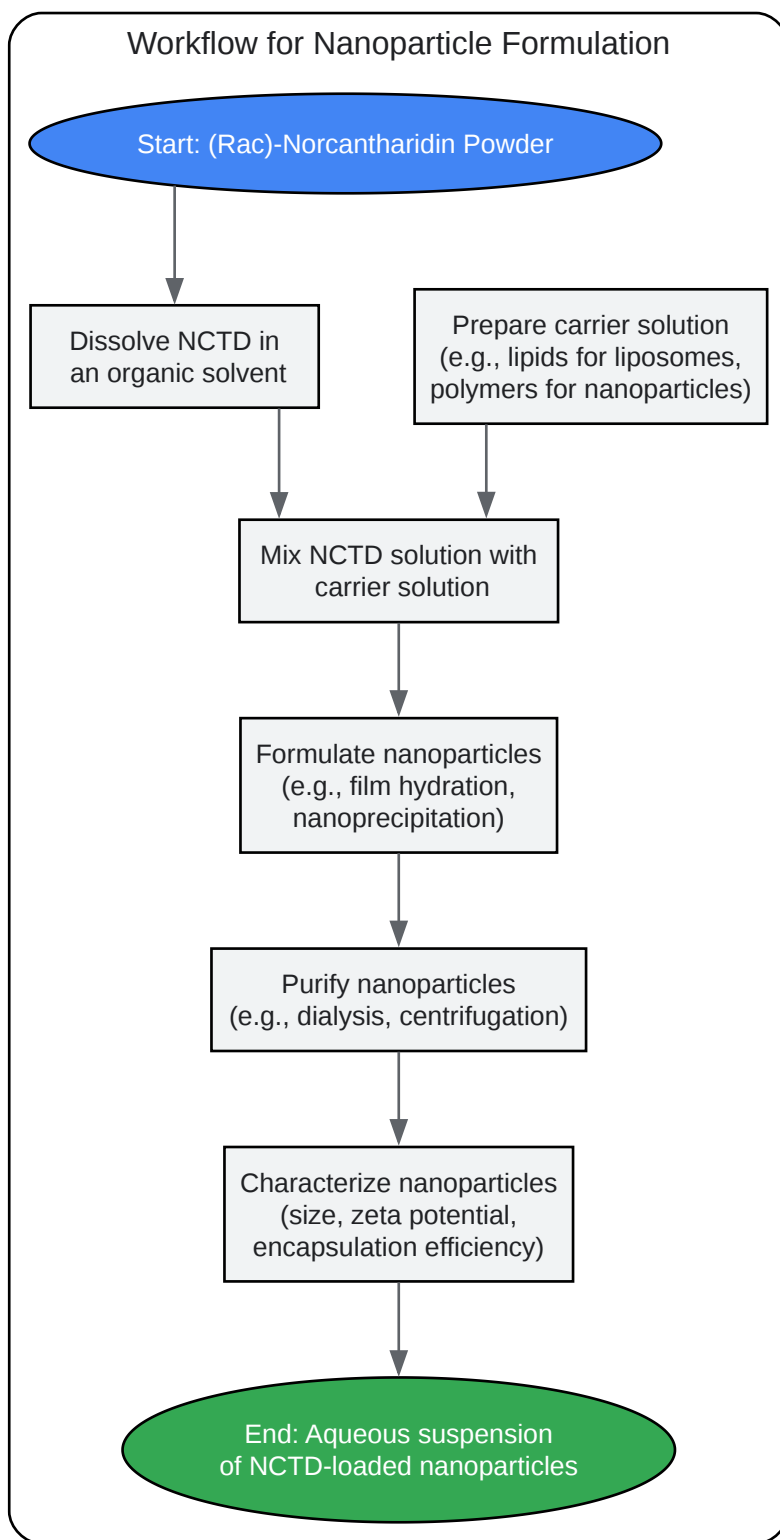 Workflow for Nanoparticle Formulation
Start: (Rac)-Norcantharidin Powder
Dissolve NCTD in
an organic solvent
Prepare carrier solution
(e.g., lipids for liposomes,
polymers for nanoparticles)
Mix NCTD solution with
carrier solution
Formulate nanoparticles
(e.g., film hydration,
nanoprecipitation)
Purify nanoparticles
(e.g., dialysis, centrifugation)
Characterize nanoparticles
(size, zeta potential,
encapsulation efficiency)
End: Aqueous suspension
of NCTD-loaded nanoparticles